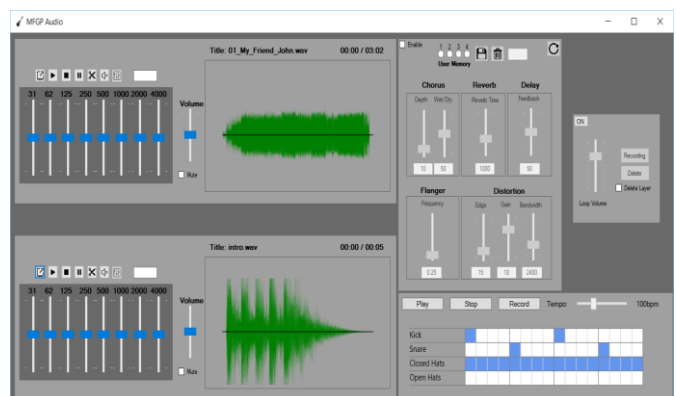 MFGP Audio
Title: 01_My_Friend_John.wav 00:00 / 03:02
31 62 125 250 500 1000 2000 4000
Volume
Mute
Title: intro.wav 00:00 / 00:05
31 62 125 250 500 1000 2000 4000
Volume
Mute
Enable
1 2 3 4
User Memory
Chorus Reverb Delay
Depth Wet/Dry Reverb Time Feedback
10 50 1000 50
Flanger Distortion
Frequency Edge Gain Bandwidth
0.25 15 10 2400
ON
Recording
Delete
Delete Layer
Loop Volume
Play Stop Record Tempo: 100bpm
Kick
Snare
Closed Hats
Open Hats